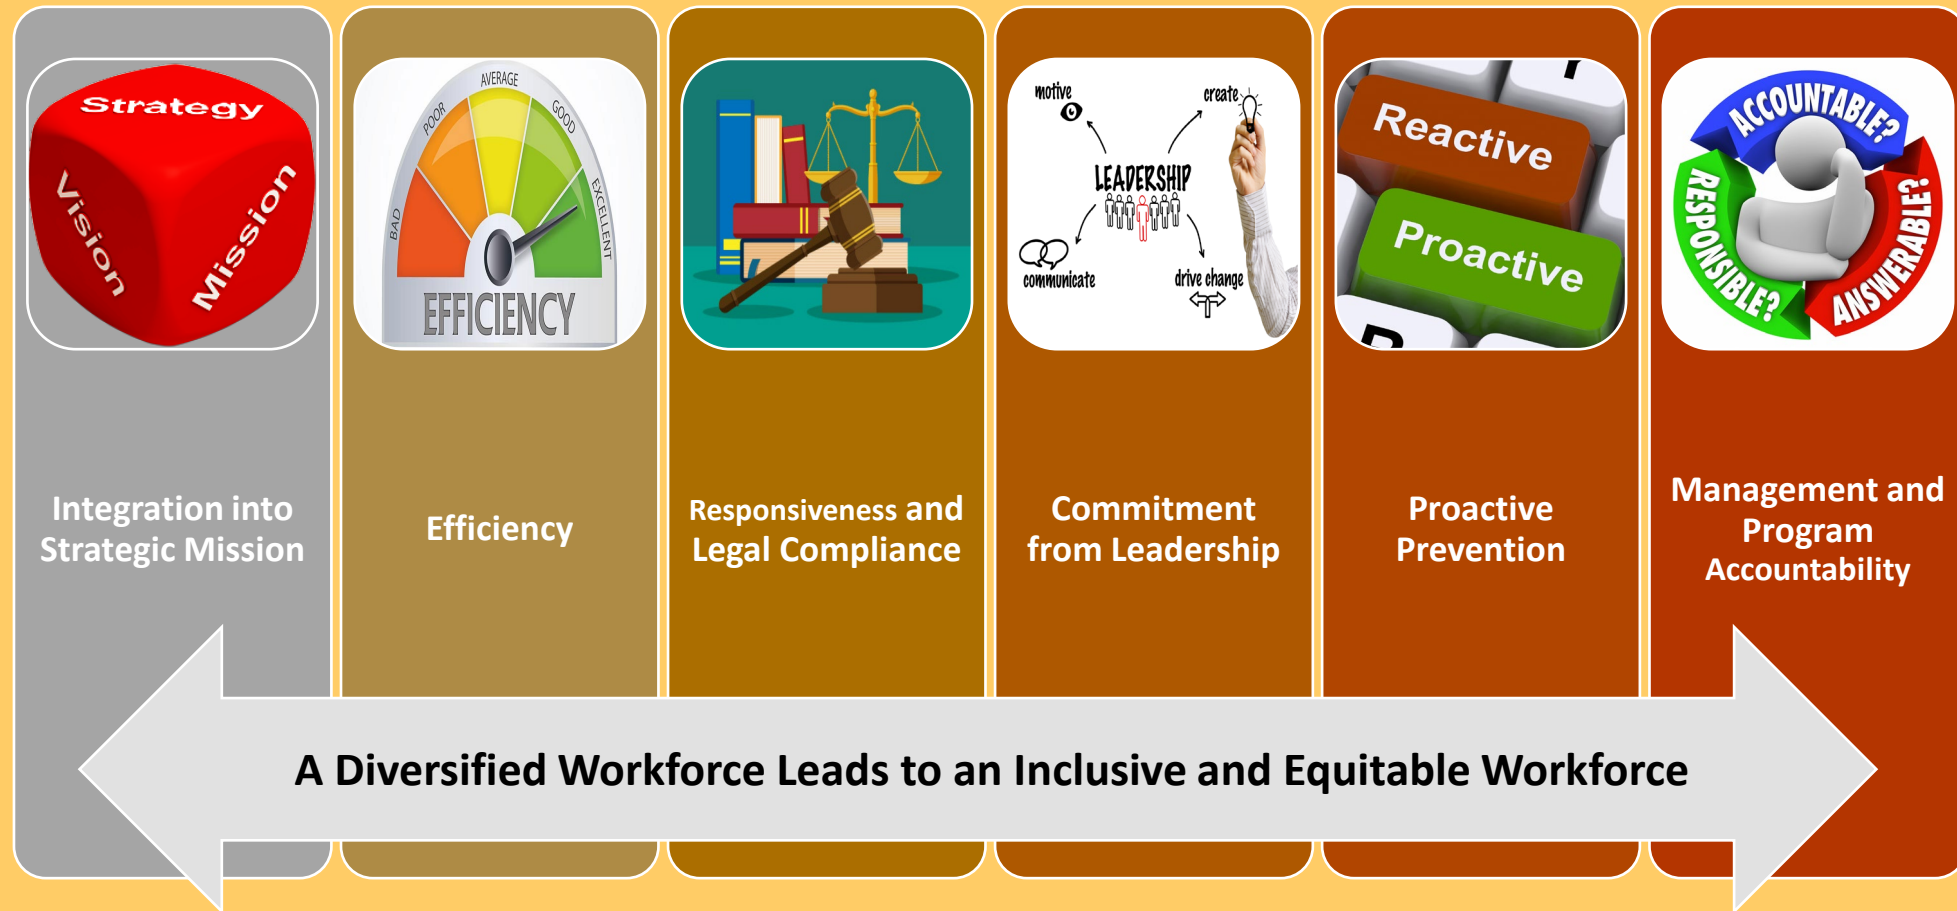 Strategy
Vision
Mission
Integration into
Strategic Mission
BAD
POOR
AVERAGE
GOOD
EXCELLENT
EFFICIENCY
Efficiency
Responsiveness and
Legal Compliance
motive
create
LEADERSHIP
communicate
drive change
Commitment
from Leadership
Reactive
Proactive
Proactive
Prevention
ACCOUNTABLE?
RESPONSIBLE?
ANSWERABLE?
Management and
Program
Accountability
A Diversified Workforce Leads to an Inclusive and Equitable Workforce